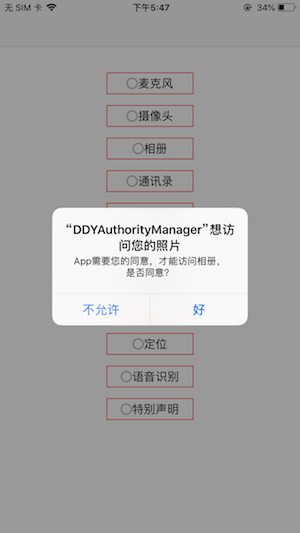 无 SIM 卡 下午5:47 34%
○麦克风
○摄像头
○相册
○通讯录
“DDYAuthorityManager”想访
问您的照片
App需要您的同意，才能访问相册，
是否同意？
不允许 好
○定位
○语音识别
○特别声明